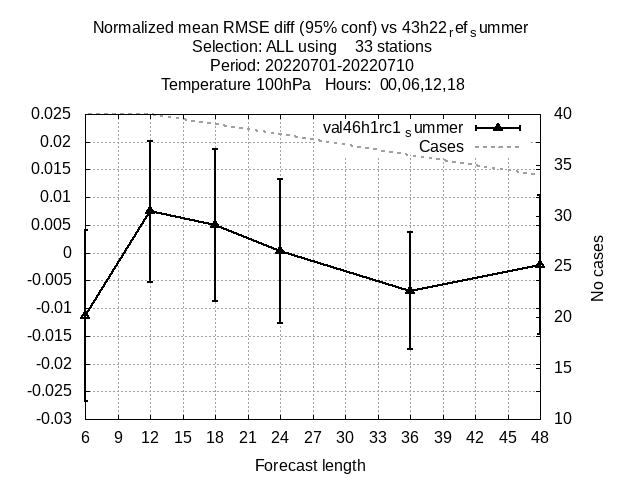 Normalized mean RMSE diff (95% conf) vs 43h22refsummer
Selection: ALL using 33 stations
Period: 20220701-20220710
Temperature 100hPa Hours: 00,06,12,18
val46h1rc1summer
Cases
0.025
0.02
0.015
0.01
0.005
0
-0.005
-0.01
-0.015
-0.02
-0.025
-0.03
40
35
30
25
20
15
10
No cases
6 9 12 15 18 21 24 27 30 33 36 39 42 45 48
Forecast length